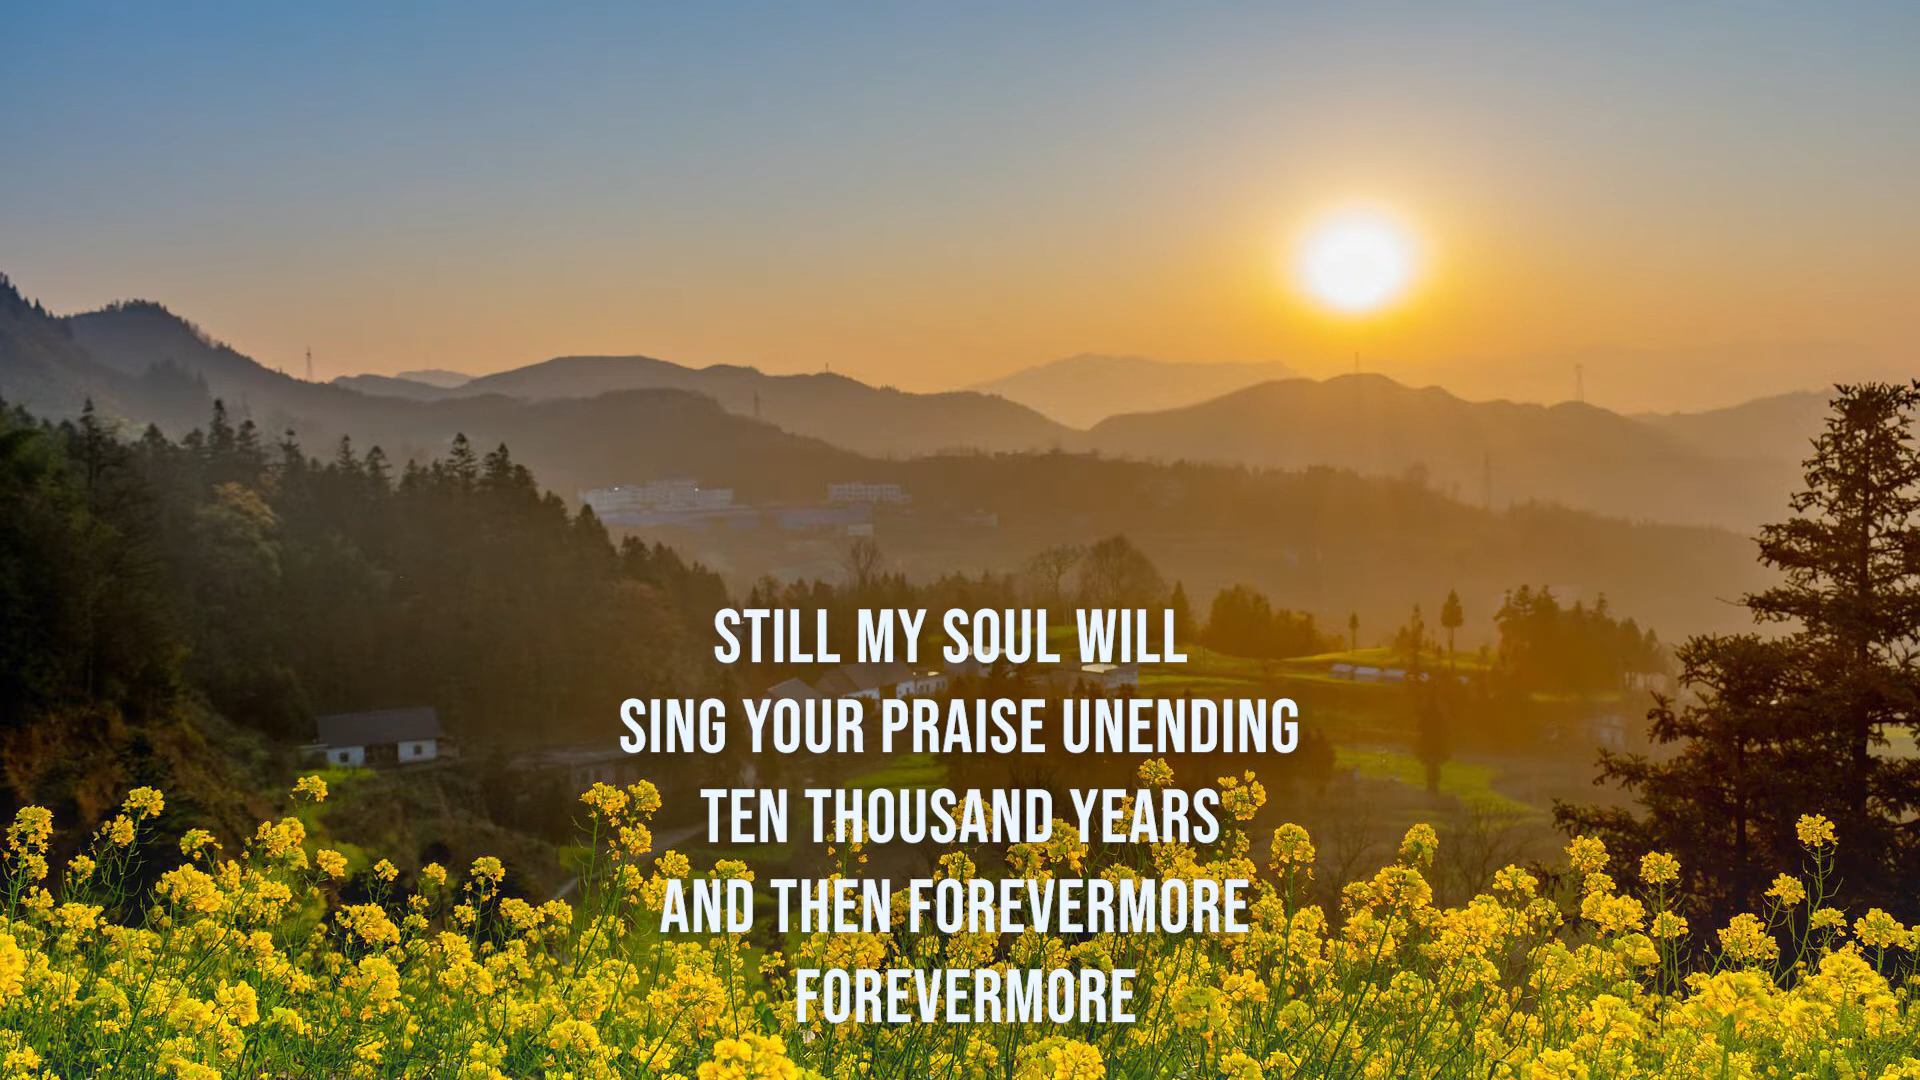 STILL MY SOUL WILL
SING YOUR PRAISE UNENDING
TEN THOUSAND YEARS
AND THEN FOREVERMORE
FOREVERMORE